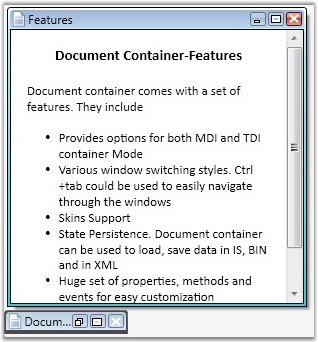 Features
Document Container-Features
Document container comes with a set of
features. They include
• Provides options for both MDI and TDI
container Mode
• Various window switching styles. Ctrl
+tab could be used to easily navigate
through the windows
• Skins Support
• State Persistence. Document container
can be used to load, save data in IS, BIN
and in XML
• Huge set of properties, methods and
events for easy customization
Docum...